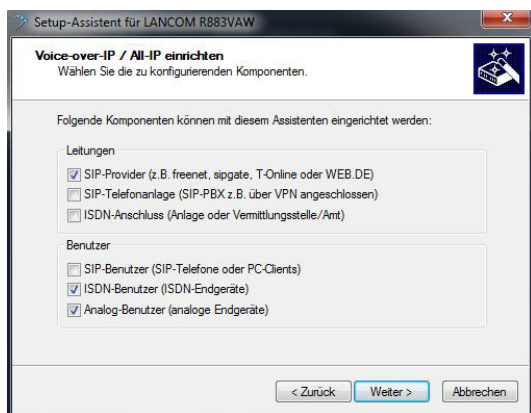 Setup-Assistent für LANCOM R883VAW
Voice-over-IP / All-IP einrichten
Wählen Sie die zu konfigurierenden Komponenten.
Folgende Komponenten können mit diesem Assistenten eingerichtet werden:
Leitungen
SIP-Provider (z.B. freenet, sipgate, T-Online oder WEB.DE)
SIP-Telefonanlage (SIP-PBX z.B. über VPN angeschlossen)
ISDN-Anschluss (Anlage oder Vermittlungsstelle/Amt)
Benutzer
SIP-Benutzer (SIP-Telefone oder PC-Clients)
ISDN-Benutzer (ISDN-Endgeräte)
Analog-Benutzer (analoge Endgeräte)
< Zurück Weiter > Abbrechen